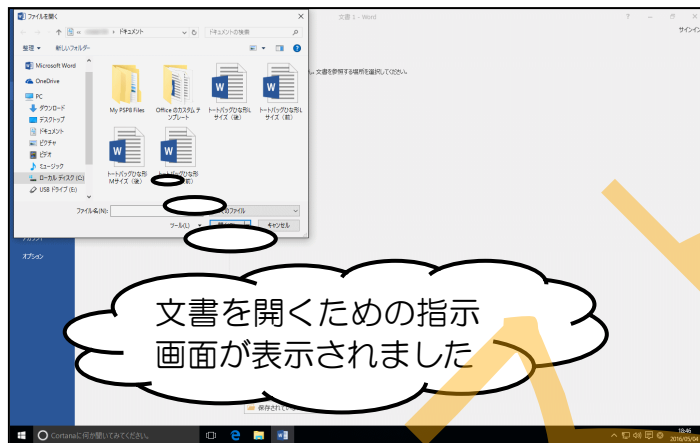 ファイルを開く
文書 1 - Word
サインイン
ドキュメント
ドキュメントの検索
整理
新しいフォルダー
文書を参照する場所を選択してください。
Microsoft Word
OneDrive
PC
ダウンロード
デスクトップ
ドキュメント
ピクチャ
ビデオ
ミュージック
ローカル ディスク (C:)
USB ドライブ (E:)
My PSP8 Files
Office のカスタム テ
ンプレート
トートバッグひな形L
サイズ（後）
トートバッグひな形L
サイズ（前）
トートバッグひな形
Mサイズ（後）
ファイル名(N):
ツール(L)
キャンセル
オプション
文書を開くための指示
画面が表示されました
Cortanaに何か聞いてみてください。
18:46